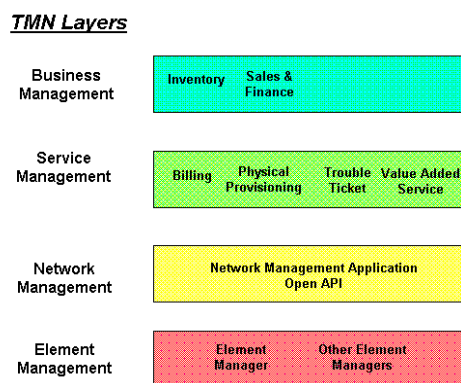 TMN Layers
Business
Management
Inventory
Sales &
Finance
Service
Management
Billing
Physical
Provisioning
Trouble
Ticket
Value Added
Service
Network
Management
Network Management Application
Open API
Element
Management
Element
Manager
Other Element
Managers